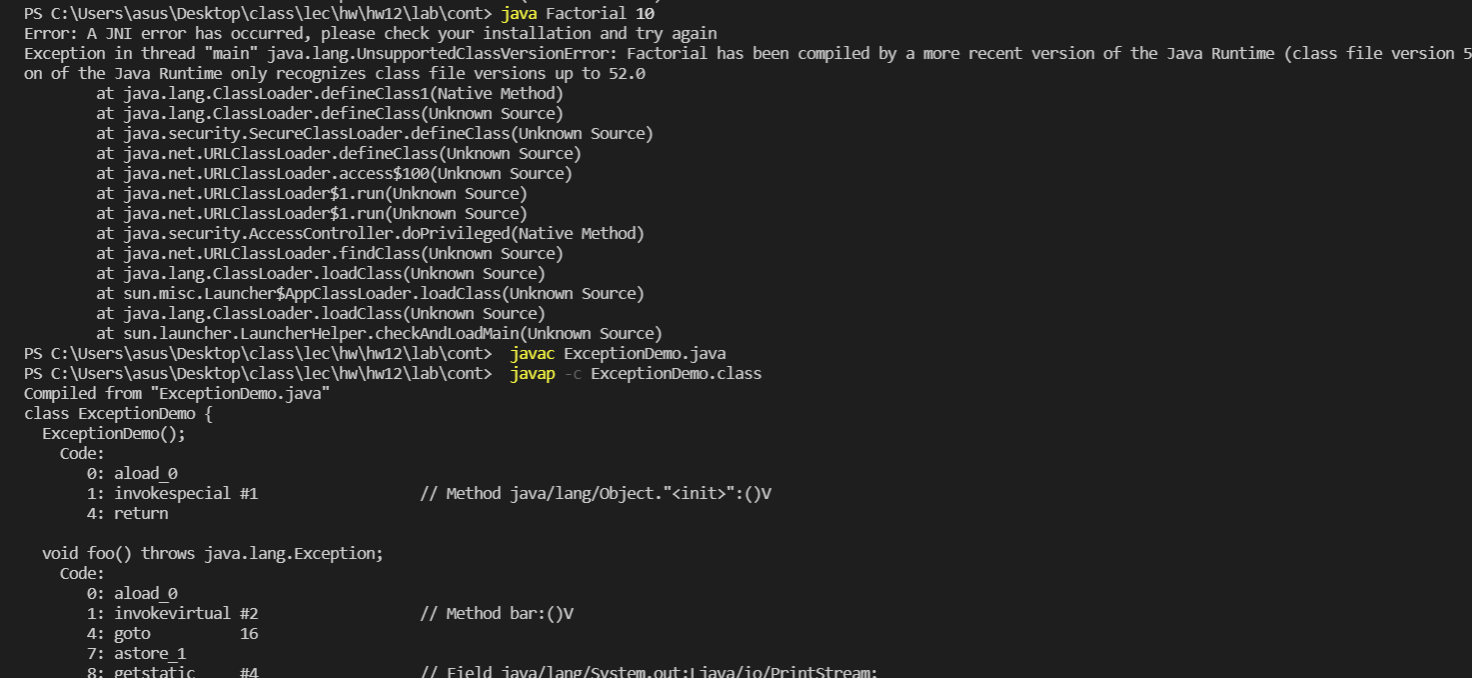 PS C:\Users\asus\Desktop\class\lec\hw\hw12\lab\cont> java Factorial 10
Error: A JNI error has occurred, please check your installation and try again
Exception in thread "main" java.lang.UnsupportedClassVersionError: Factorial has been compiled by a more recent version of the Java Runtime (class file version 5
on of the Java Runtime only recognizes class file versions up to 52.0
at java.lang.ClassLoader.defineClass1(Native Method)
at java.lang.ClassLoader.defineClass(Unknown Source)
at java.security.SecureClassLoader.defineClass(Unknown Source)
at java.net.URLClassLoader.defineClass(Unknown Source)
at java.net.URLClassLoader.access$100(Unknown Source)
at java.net.URLClassLoader$1.run(Unknown Source)
at java.net.URLClassLoader$1.run(Unknown Source)
at java.security.AccessController.doPrivileged(Native Method)
at java.net.URLClassLoader.findClass(Unknown Source)
at java.lang.ClassLoader.loadClass(Unknown Source)
at sun.misc.Launcher$AppClassLoader.loadClass(Unknown Source)
at java.lang.ClassLoader.loadClass(Unknown Source)
at sun.launcher.LauncherHelper.checkAndLoadMain(Unknown Source)
PS C:\Users\asus\Desktop\class\lec\hw\hw12\lab\cont> javac ExceptionDemo.java
PS C:\Users\asus\Desktop\class\lec\hw\hw12\lab\cont> javap -c ExceptionDemo.class
Compiled from "ExceptionDemo.java"
class ExceptionDemo {
ExceptionDemo();
Code:
0: aload_0
1: invokespecial #1 // Method java/lang/Object."<init>":()V
4: return
void foo() throws java.lang.Exception;
Code:
0: aload_0
1: invokevirtual #2 // Method bar:()V
4: goto 16
7: astore_1
8: getstatic #4 // Field java/lang/System.out:Ljava/io/PrintStream;